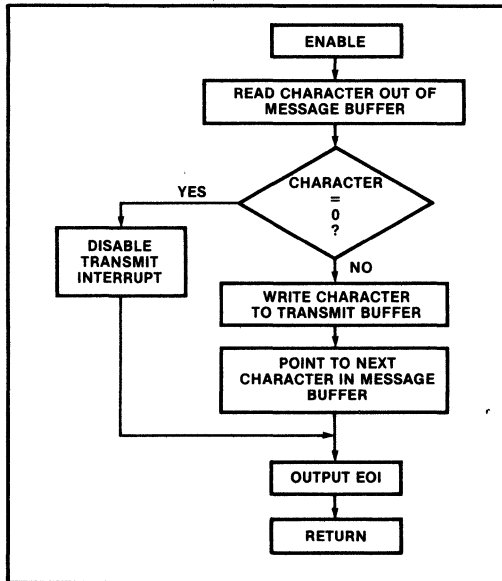 ENABLE
READ CHARACTER OUT OF
MESSAGE BUFFER
CHARACTER
=
0
?
YES
NO
DISABLE
TRANSMIT
INTERRUPT
WRITE CHARACTER
TO TRANSMIT BUFFER
POINT TO NEXT
CHARACTER IN MESSAGE
BUFFER
OUTPUT EOI
RETURN